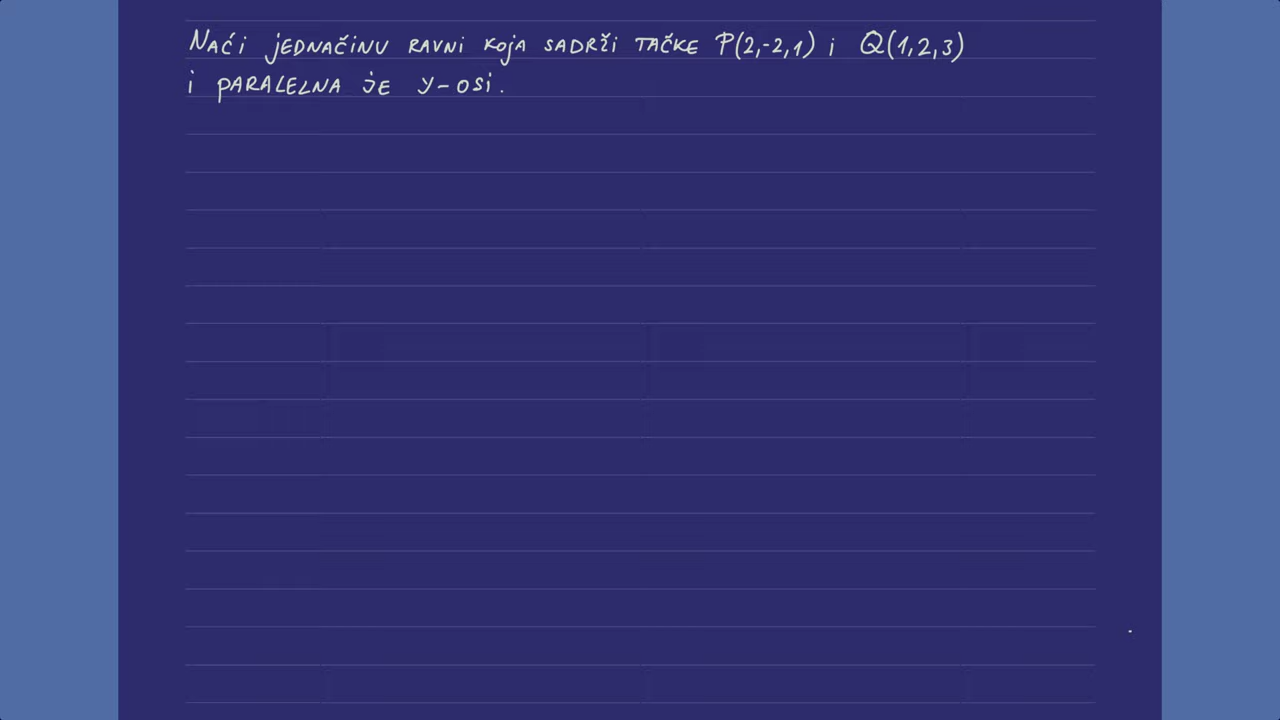 Naći jednačinu ravni koja sadrži tačke P(2,-2,1) i Q(1,2,3)
i paralelna je y-osi.